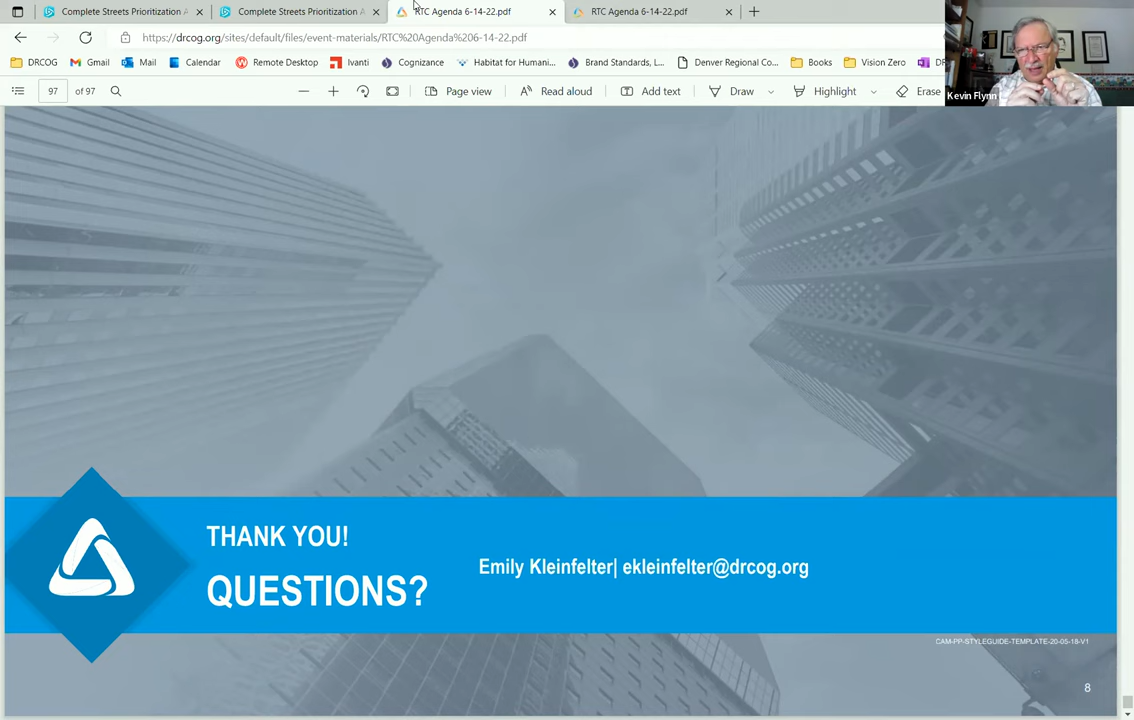 Complete Streets Prioritization A
Complete Streets Prioritization A
RTC Agenda 6-14-22.pdf
RTC Agenda 6-14-22.pdf
https://drcog.org/sites/default/files/event-materials/RTC%20Agenda%206-14-22.pdf
DRCOG
Gmail
Mail
Calendar
Remote Desktop
Ivanti
Cognizance
Habitat for Humani...
Brand Standards, L...
Denver Regional Co...
Books
Vision Zero
97 of 97
Page view
Read aloud
Add text
Draw
Highlight
Erase
Kevin Flynn
THANK YOU!
QUESTIONS?
Emily Kleinfelter| ekleinfelter@drcog.org
CAM-PP-STYLEGUIDE-TEMPLATE-20-05-18-V1
8